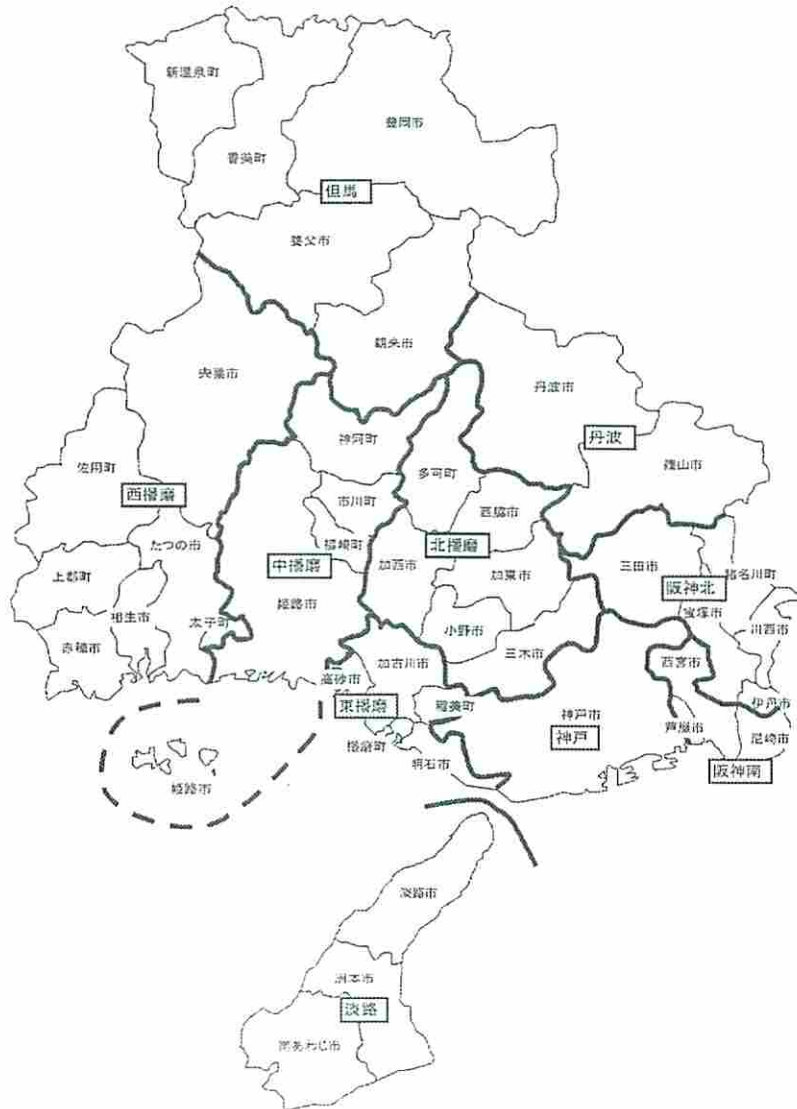 新温泉町
豊岡市
香美町
但馬
養父市
朝来市
宍粟市
丹波市
神河町
丹波
多可町
篠山市
佐用町
西播磨
市川町
西脇市
たつの市
福崎町
北播磨
中播磨
加西市
加東市
三田市
猪名川町
上郡町
阪神北
姫路市
宝塚市
相生市
太子町
小野市
川西市
赤穂市
三木市
加古川市
西宮市
高砂市
稲美町
伊丹市
東播磨
神戸市
芦屋市
神戸
尼崎市
播磨町
明石市
阪神南
姫路市
淡路市
洲本市
淡路
南あわじ市